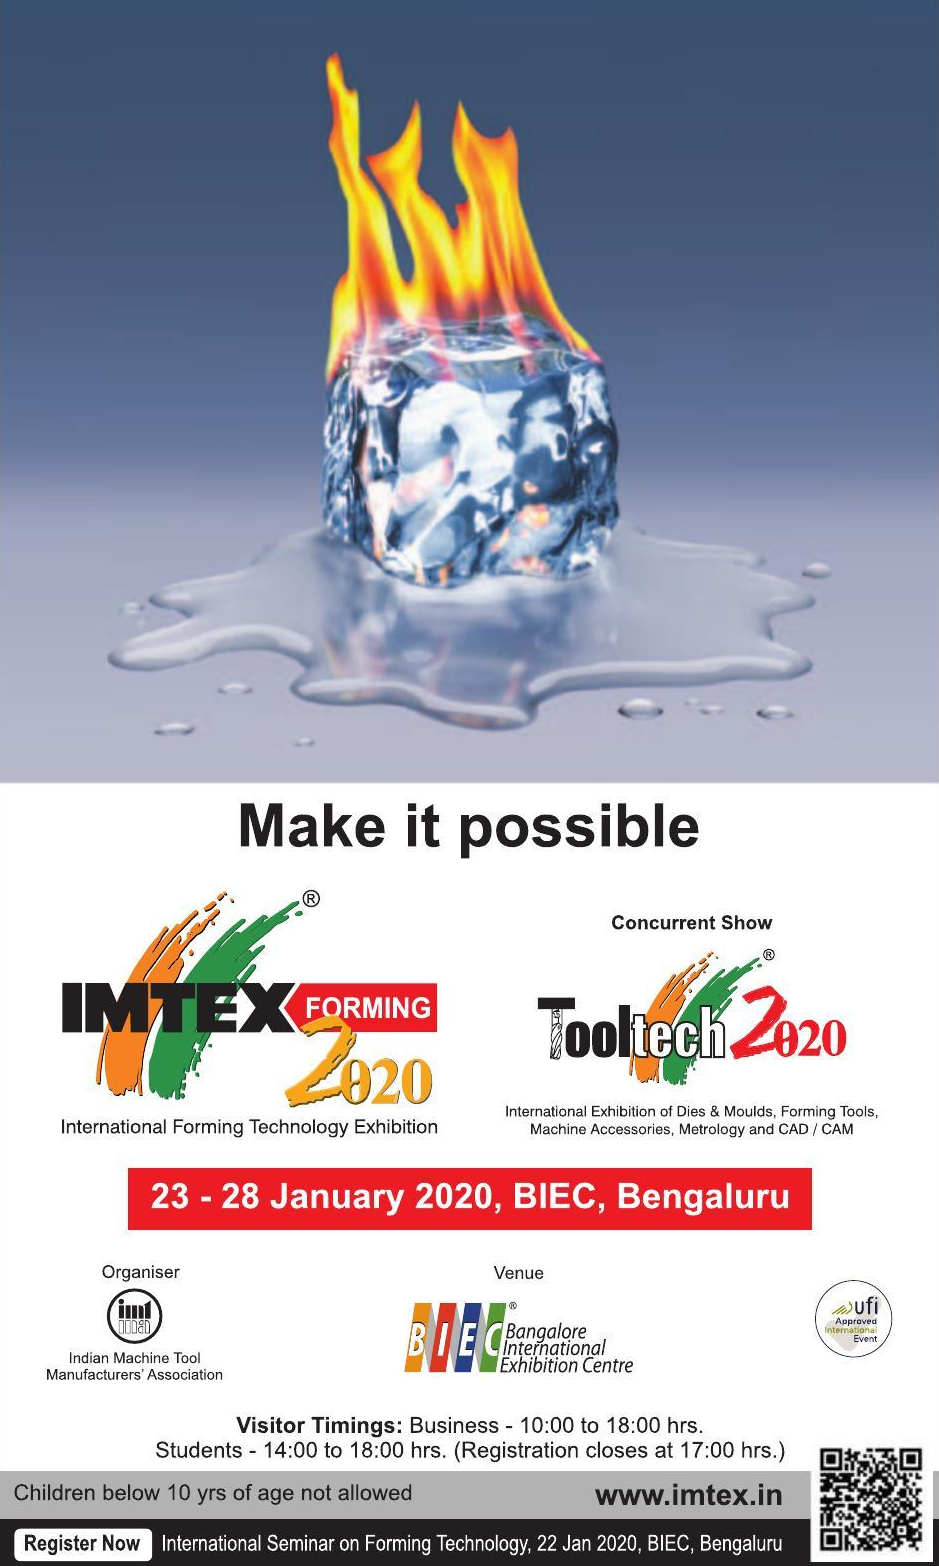 Make it possible
IMTEX FORMING ®
2020
International Forming Technology Exhibition
Concurrent Show
Tooltech 2020 ®
International Exhibition of Dies & Moulds, Forming Tools,
Machine Accessories, Metrology and CAD / CAM
23 - 28 January 2020, BIEC, Bengaluru
Organiser
imt
Indian Machine Tool
Manufacturers' Association
Venue
BIEC ®
Bangalore
International
Exhibition Centre
ufi
Approved
International
Event
Visitor Timings: Business - 10:00 to 18:00 hrs.
Students - 14:00 to 18:00 hrs. (Registration closes at 17:00 hrs.)
Children below 10 yrs of age not allowed
www.imtex.in
Register Now International Seminar on Forming Technology, 22 Jan 2020, BIEC, Bengaluru